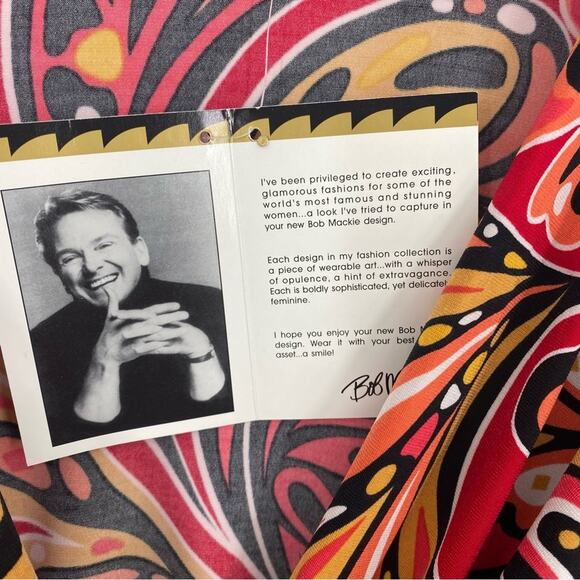 I've been privileged to create exciting,
glamorous fashions for some of the
world's most famous and stunning
women...a look I've tried to capture in
your new Bob Mackie design.
Each design in my fashion collection is
a piece of wearable art...with a whisper
of opulence, a hint of extravagance.
Each is boldly sophisticated, yet delicately
feminine.
I hope you enjoy your new Bob
design. Wear it with your best
asset...a smile!
Bob